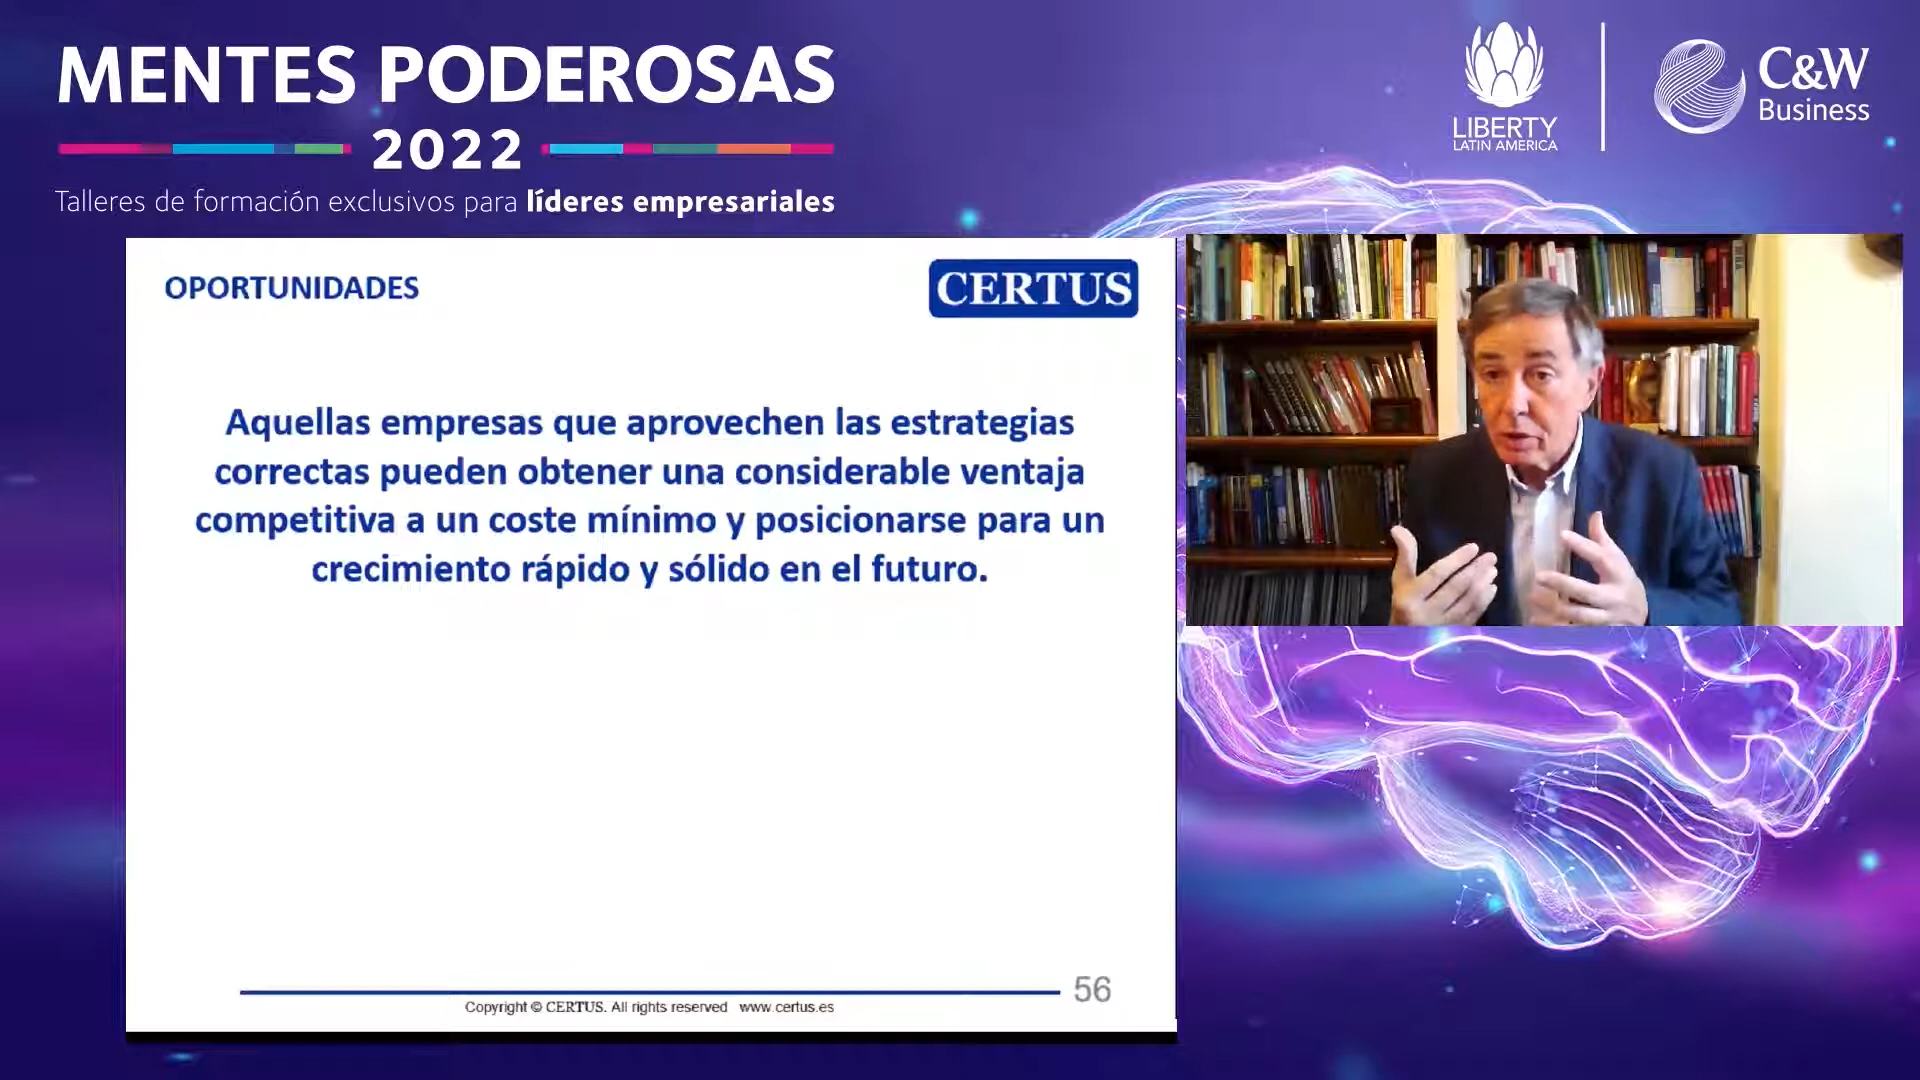 MENTES PODEROSAS
2022
Talleres de formación exclusivos para líderes empresariales
LIBERTY
LATIN AMERICA
C&W
Business
OPORTUNIDADES
CERTUS
Aquellas empresas que aprovechen las estrategias
correctas pueden obtener una considerable ventaja
competitiva a un coste mínimo y posicionarse para un
crecimiento rápido y sólido en el futuro.
56
Copyright © CERTUS. All rights reserved www.certus.es